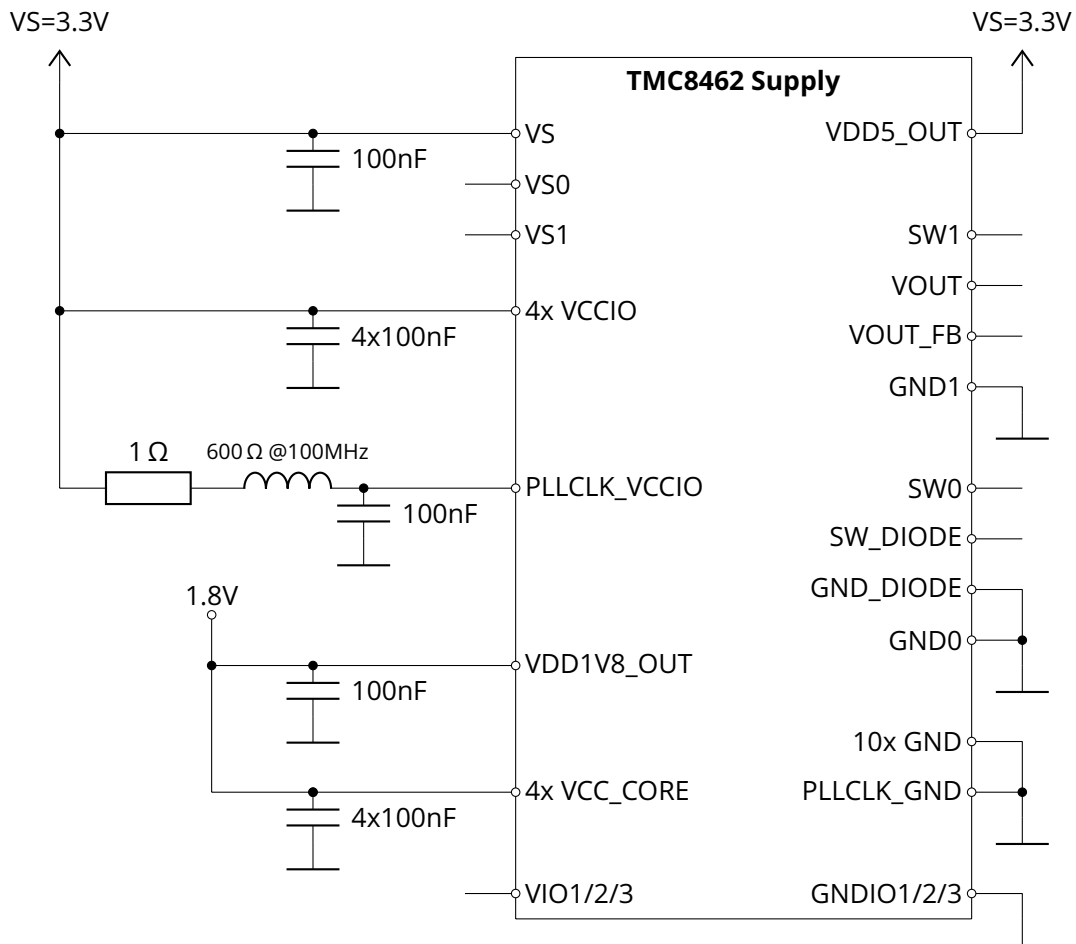 VS=3.3V
VS=3.3V
TMC8462 Supply
VS
VDD5_OUT
100nF
VS0
VS1
SW1
VOUT
4x VCCIO
4x100nF
VOUT_FB
GND1
1 Ω
600 Ω @100MHz
PLLCLK_VCCIO
SW0
100nF
SW_DIODE
GND_DIODE
1.8V
GND0
VDD1V8_OUT
100nF
10x GND
4x VCC_CORE
PLLCLK_GND
4x100nF
VIO1/2/3
GNDIO1/2/3